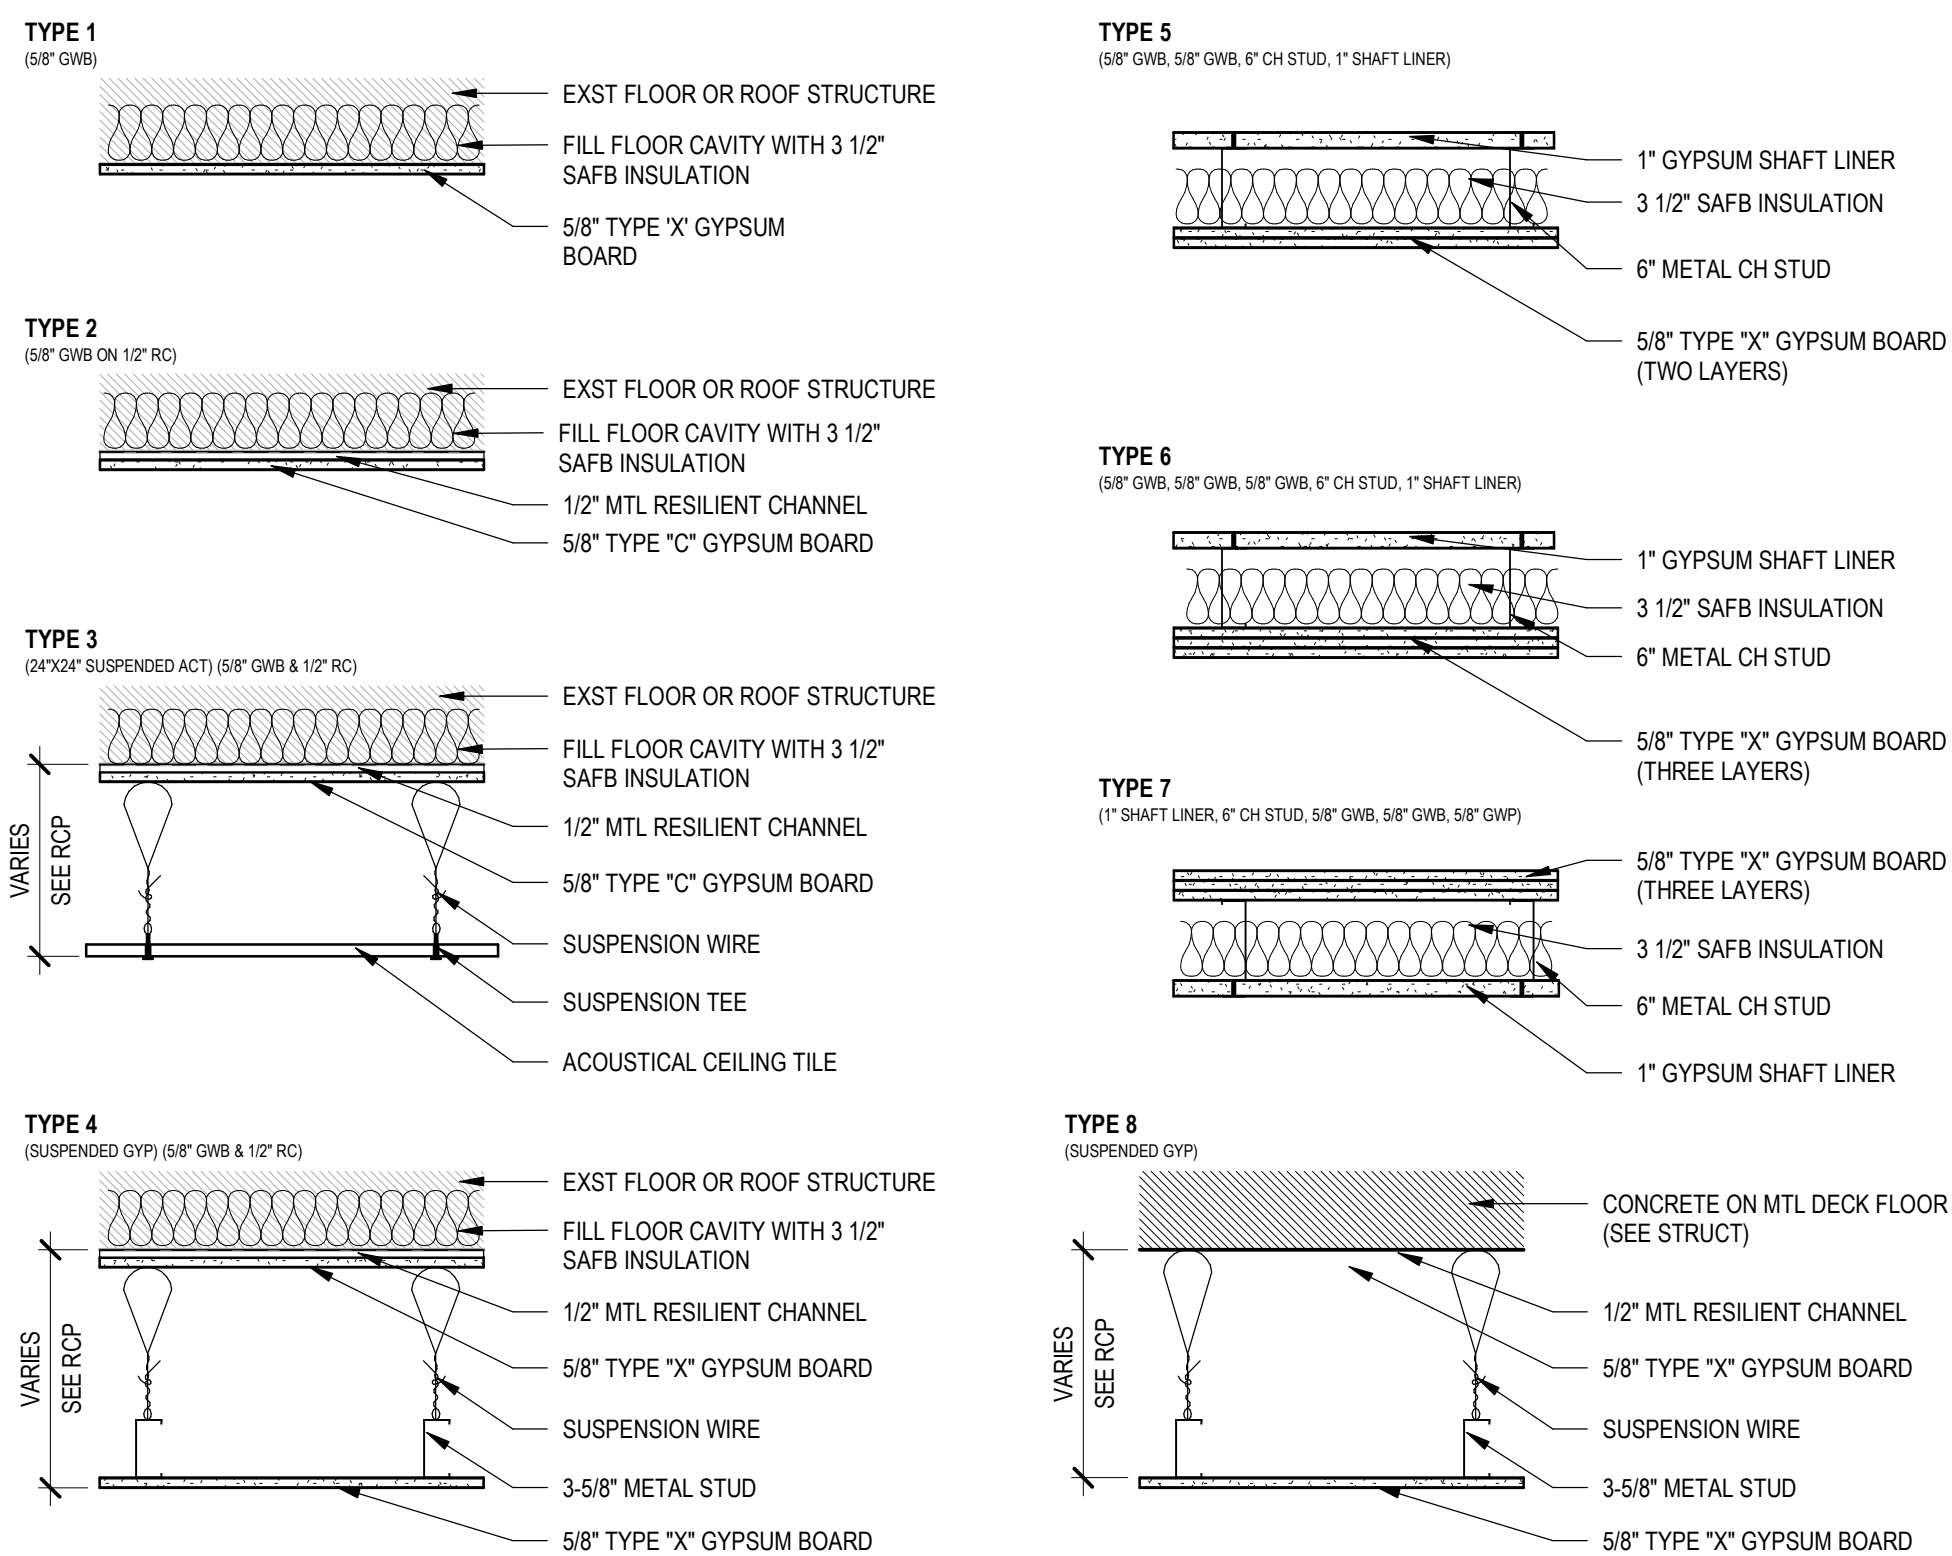 TYPE 1
(5/8" GWB)
EXST FLOOR OR ROOF STRUCTURE
FILL FLOOR CAVITY WITH 3 1/2"
SAFB INSULATION
5/8" TYPE 'X' GYPSUM
BOARD
TYPE 2
(5/8" GWB ON 1/2" RC)
EXST FLOOR OR ROOF STRUCTURE
FILL FLOOR CAVITY WITH 3 1/2"
SAFB INSULATION
1/2" MTL RESILIENT CHANNEL
5/8" TYPE "C" GYPSUM BOARD
TYPE 3
(24"X24" SUSPENDED ACT) (5/8" GWB & 1/2" RC)
EXST FLOOR OR ROOF STRUCTURE
FILL FLOOR CAVITY WITH 3 1/2"
SAFB INSULATION
1/2" MTL RESILIENT CHANNEL
5/8" TYPE "C" GYPSUM BOARD
SUSPENSION WIRE
SUSPENSION TEE
ACOUSTICAL CEILING TILE
VARIES
SEE RCP
TYPE 4
(SUSPENDED GYP) (5/8" GWB & 1/2" RC)
EXST FLOOR OR ROOF STRUCTURE
FILL FLOOR CAVITY WITH 3 1/2"
SAFB INSULATION
1/2" MTL RESILIENT CHANNEL
5/8" TYPE "X" GYPSUM BOARD
SUSPENSION WIRE
3-5/8" METAL STUD
5/8" TYPE "X" GYPSUM BOARD
VARIES
SEE RCP
TYPE 5
(5/8" GWB, 5/8" GWB, 6" CH STUD, 1" SHAFT LINER)
1" GYPSUM SHAFT LINER
3 1/2" SAFB INSULATION
6" METAL CH STUD
5/8" TYPE "X" GYPSUM BOARD
(TWO LAYERS)
TYPE 6
(5/8" GWB, 5/8" GWB, 5/8" GWB, 6" CH STUD, 1" SHAFT LINER)
1" GYPSUM SHAFT LINER
3 1/2" SAFB INSULATION
6" METAL CH STUD
5/8" TYPE "X" GYPSUM BOARD
(THREE LAYERS)
TYPE 7
(1" SHAFT LINER, 6" CH STUD, 5/8" GWB, 5/8" GWB, 5/8" GWP)
5/8" TYPE "X" GYPSUM BOARD
(THREE LAYERS)
3 1/2" SAFB INSULATION
6" METAL CH STUD
1" GYPSUM SHAFT LINER
TYPE 8
(SUSPENDED GYP)
CONCRETE ON MTL DECK FLOOR
(SEE STRUCT)
1/2" MTL RESILIENT CHANNEL
5/8" TYPE "X" GYPSUM BOARD
SUSPENSION WIRE
3-5/8" METAL STUD
5/8" TYPE "X" GYPSUM BOARD
VARIES
SEE RCP